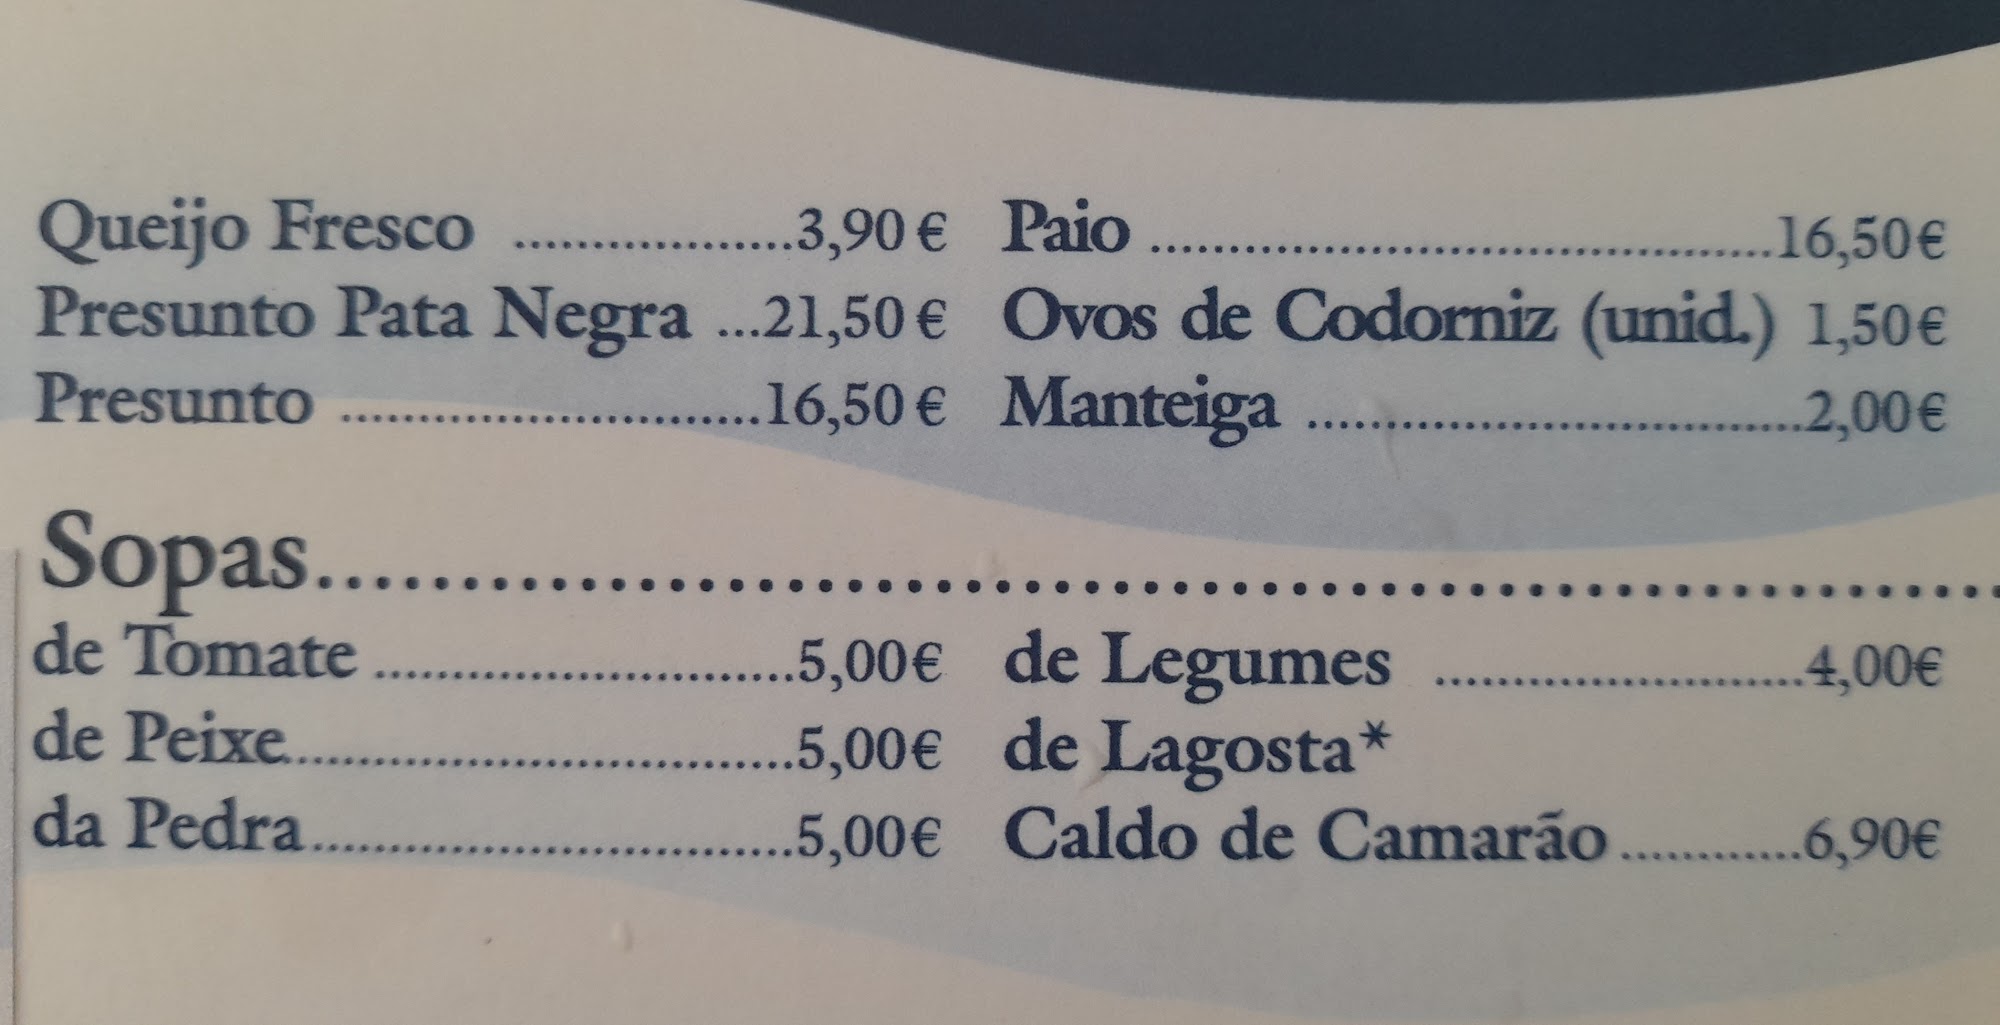 Queijo Fresco ..................3,90 €
Presunto Pata Negra ...21,50 €
Presunto ...........................16,50 €
Paio ........................................16,50€
Ovos de Codorniz (unid.) 1,50€
Manteiga ................................2,00€
Sopas..........................................................
de Tomate ...........................5,00€
de Peixe.................................5,00€
da Pedra...............................5,00€
de Legumes ........................4,00€
de Lagosta*
Caldo de Camarão ............6,90€